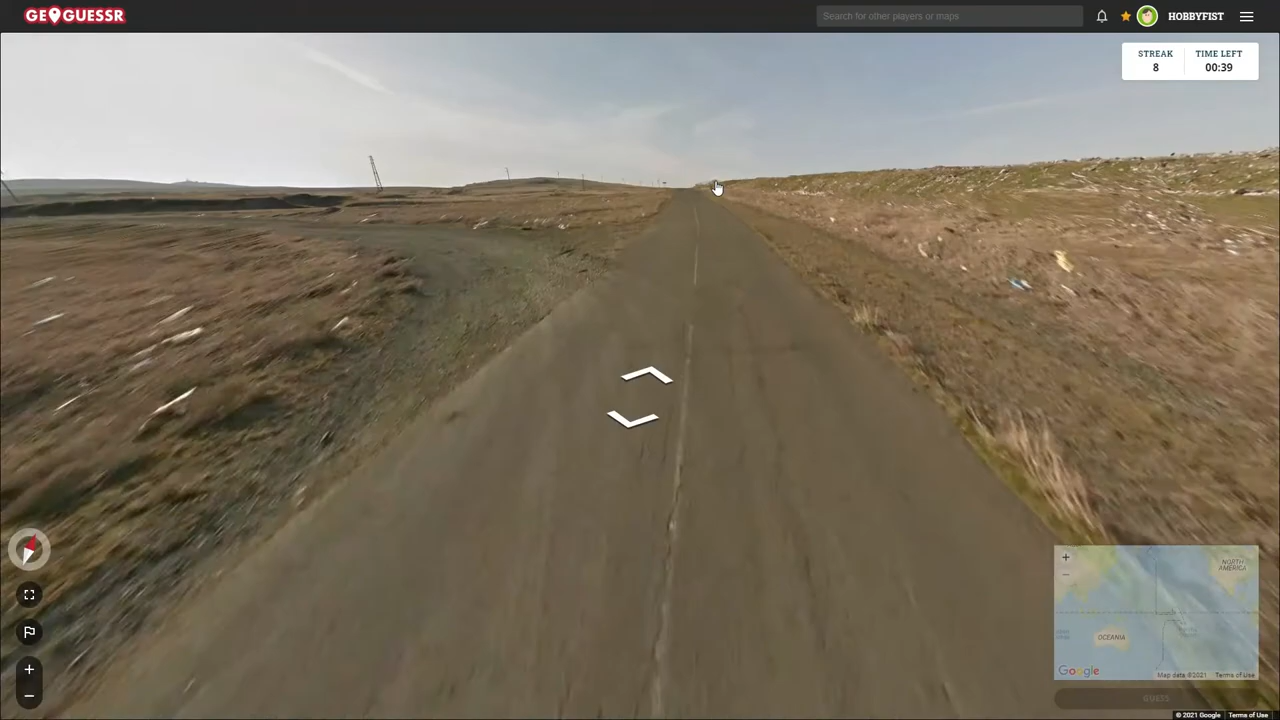 GEOGUESSR
Search for other players or maps
HOBBYFIST
STREAK
8
TIME LEFT
00:39
NORTH
AMERICA
OCEANIA
Google
Map data ©2021
Terms of Use
GUESS
© 2021 Google
Terms of Use